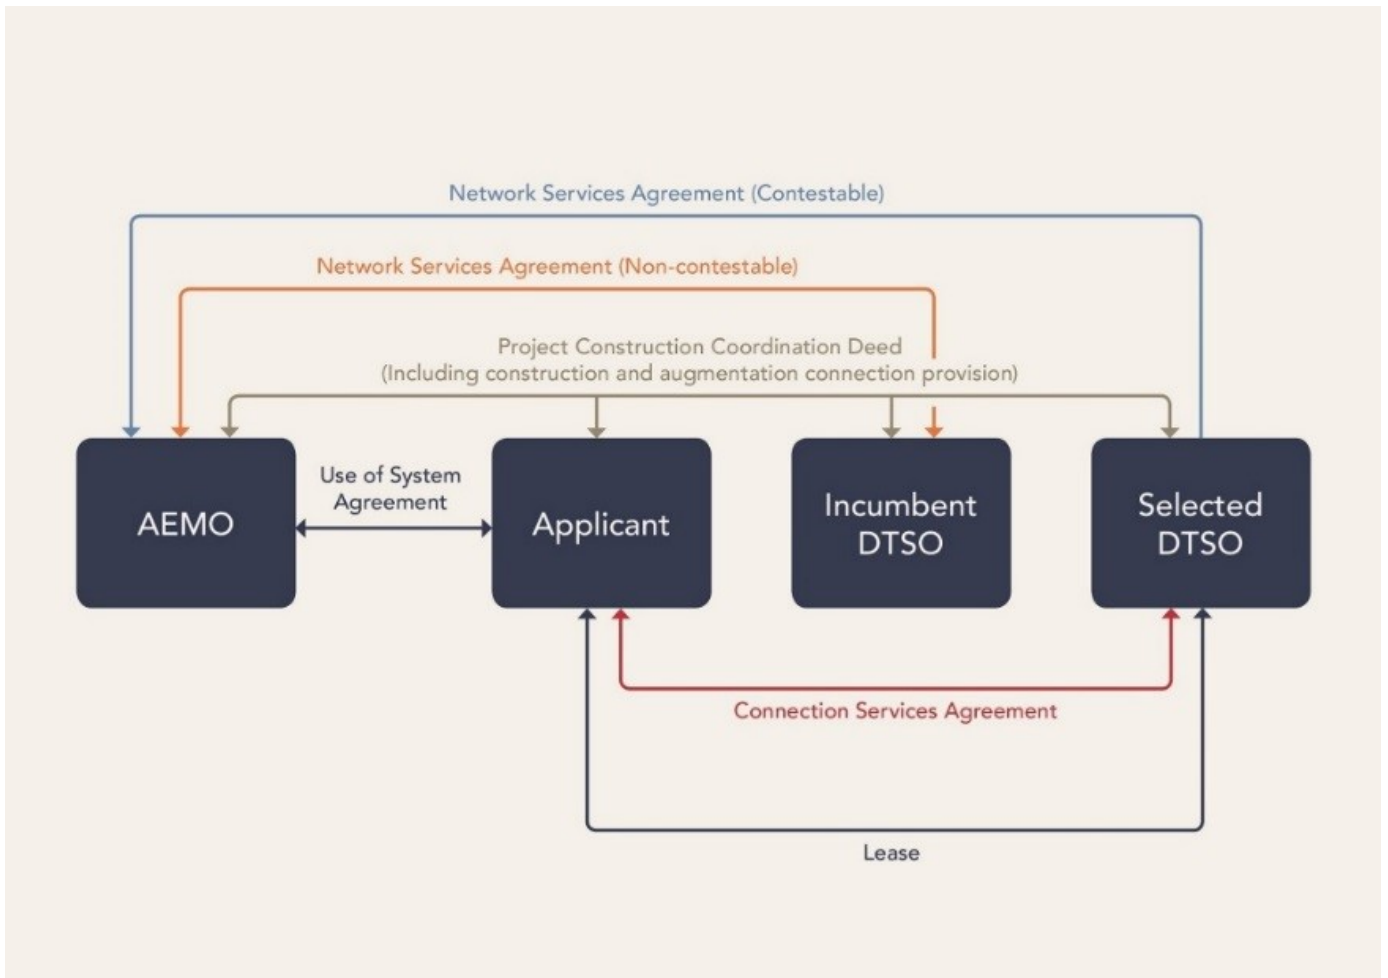 Network Services Agreement (Contestable)
Network Services Agreement (Non-contestable)
Project Construction Coordination Deed
(Including construction and augmentation connection provision)
Use of System
Agreement
AEMO
Applicant
Incumbent
DTSO
Selected
DTSO
Connection Services Agreement
Lease